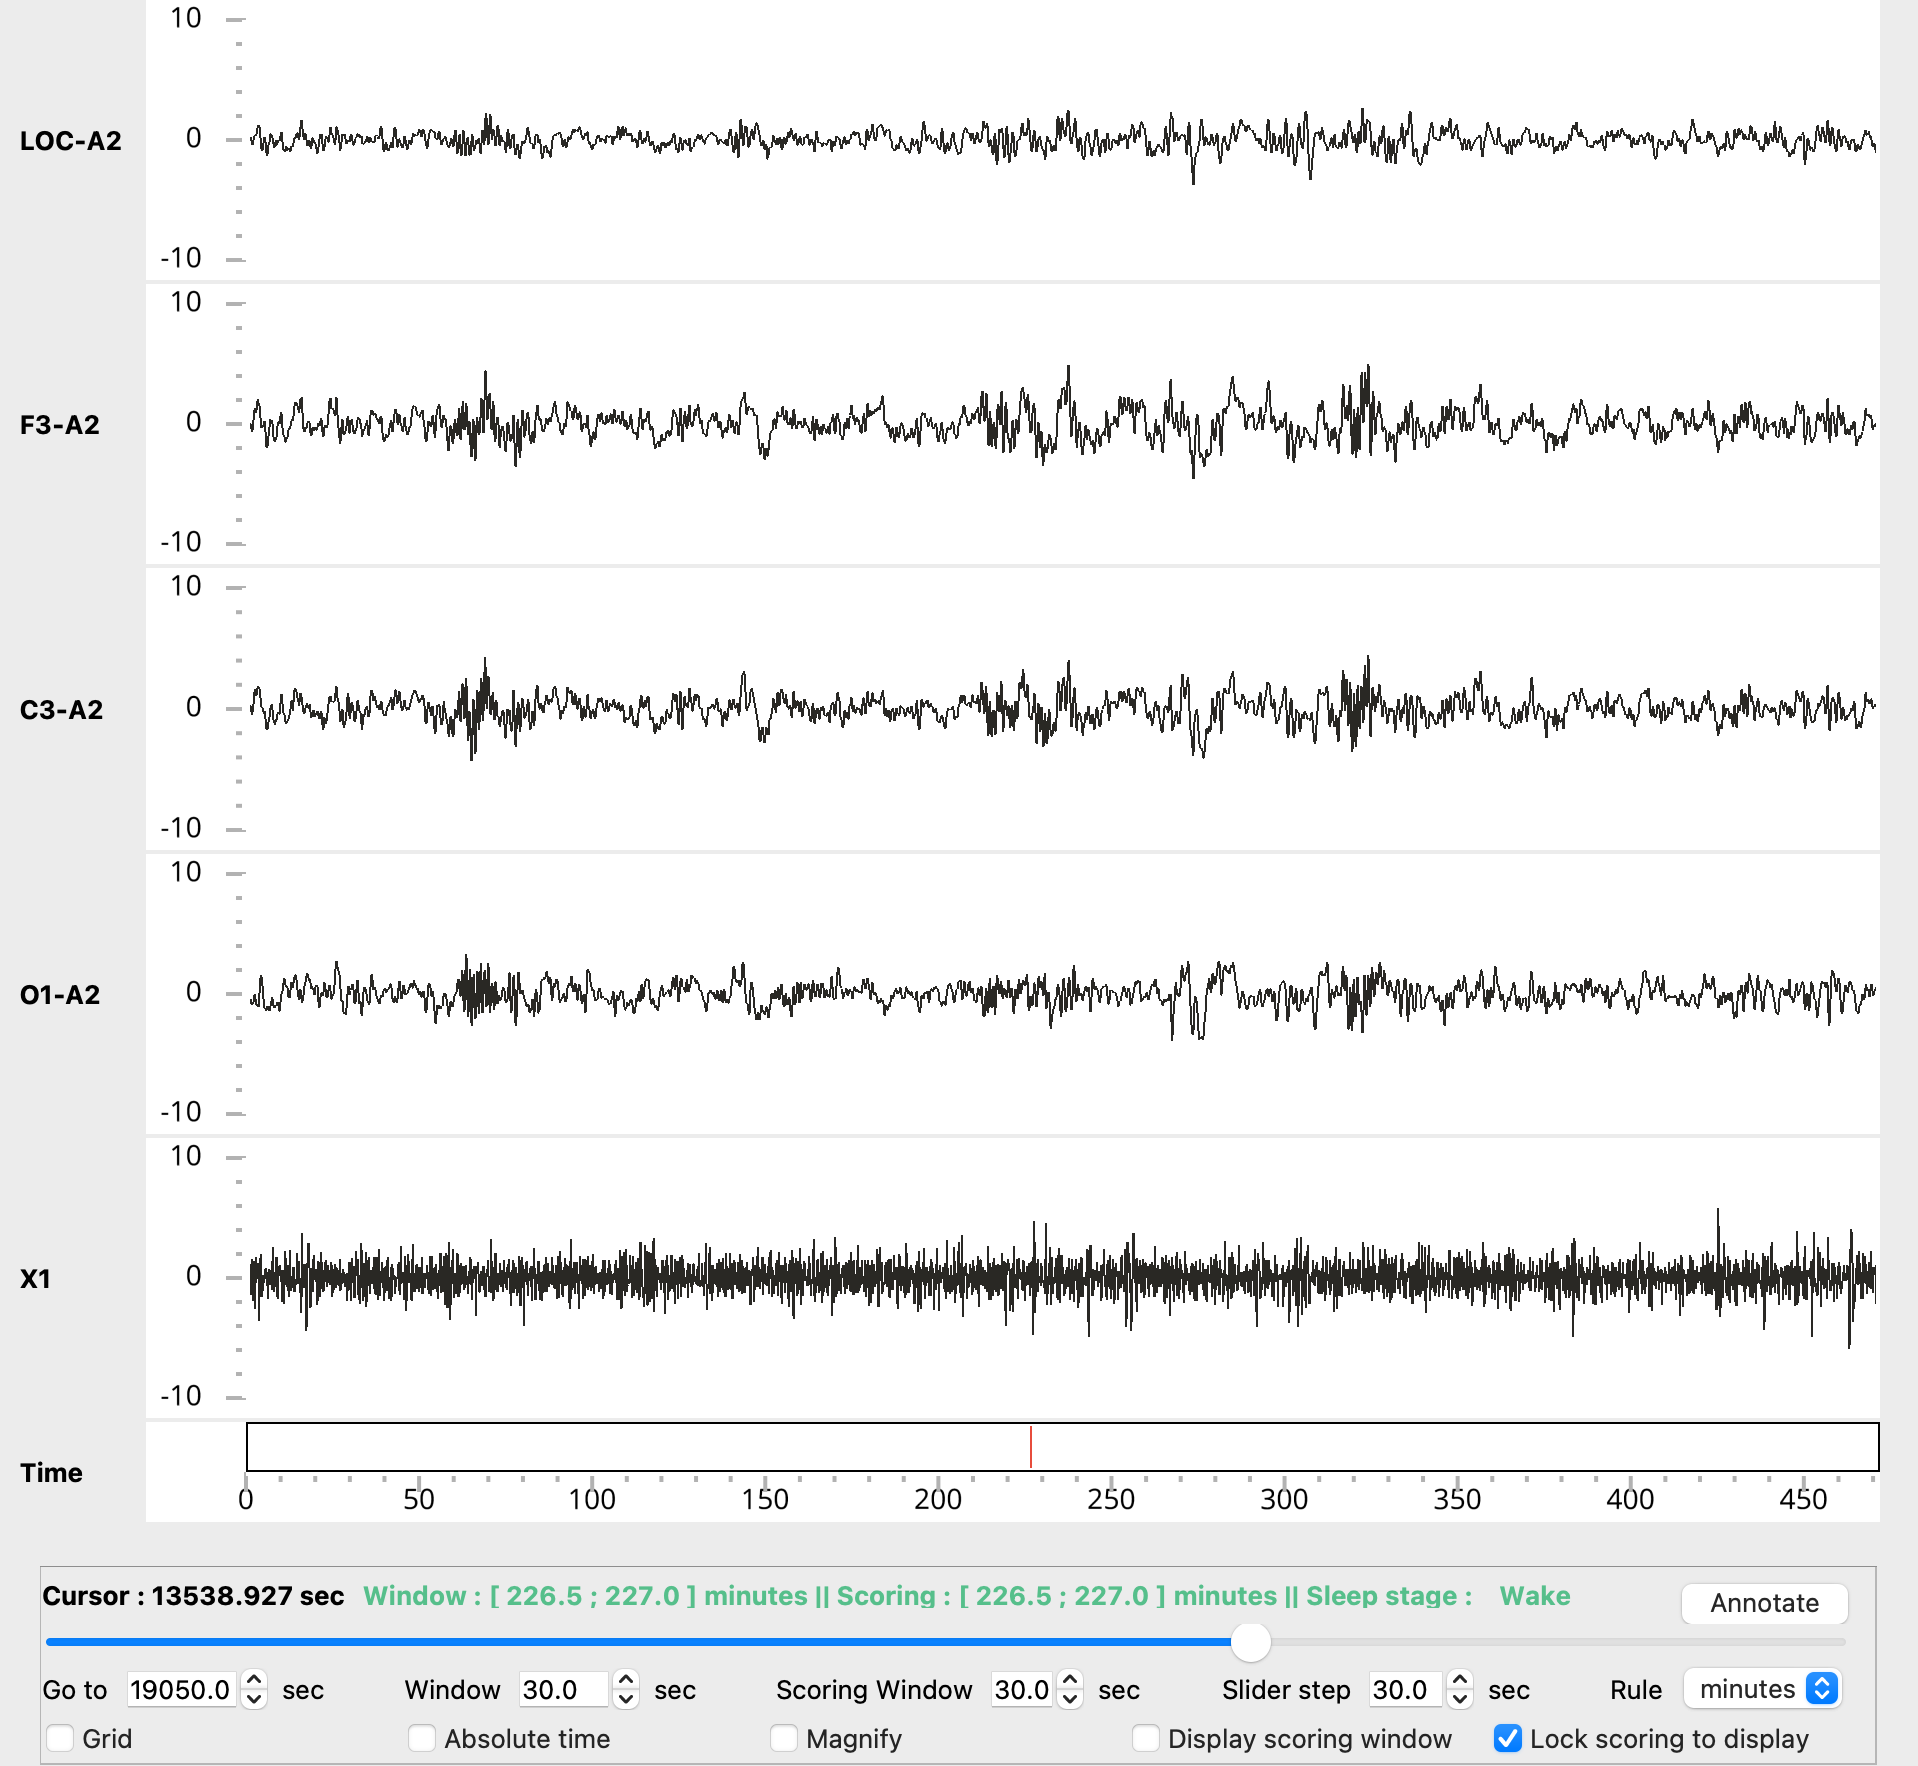 10
LOC-A2 0
-10
10
F3-A2 0
-10
10
C3-A2 0
-10
10
O1-A2 0
-10
10
X1 0
-10
Time
0 50 100 150 200 250 300 350 400 450
Cursor : 13538.927 sec Window : [ 226.5 ; 227.0 ] minutes || Scoring : [ 226.5 ; 227.0 ] minutes || Sleep stage : Wake Annotate
Go to 19050.0 sec Window 30.0 sec Scoring Window 30.0 sec Slider step 30.0 sec Rule minutes
Grid Absolute time Magnify Display scoring window Lock scoring to display